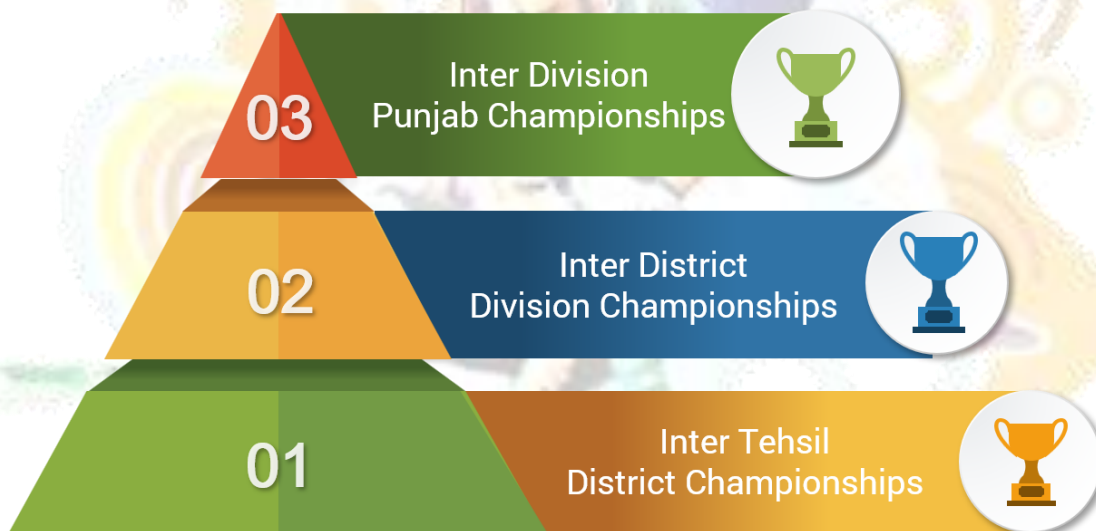 03
Inter Division
Punjab Championships
02
Inter District
Division Championships
01
Inter Tehsil
District Championships